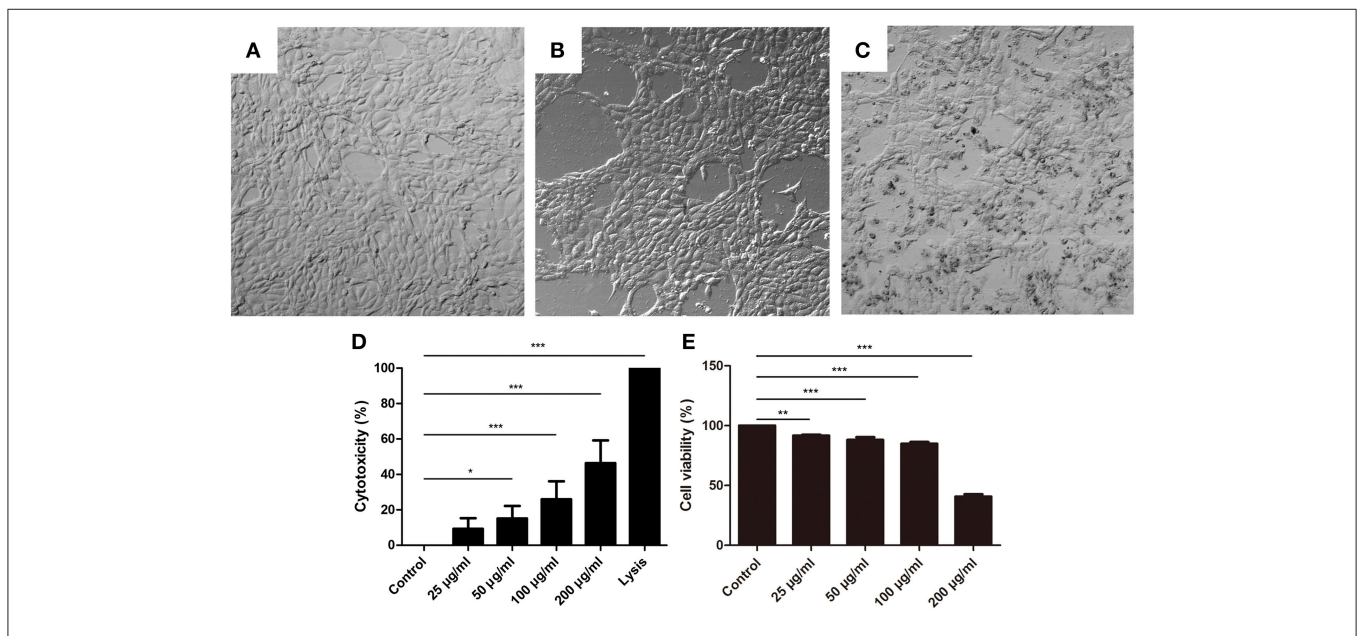 A
B
C
D
E
***
***
***
*
100
80
60
40
20
0
Cytotoxicity (%)
Control
25 µg/ml
50 µg/ml
100 µg/ml
200 µg/ml
Lysis
***
***
***
**
150
100
50
0
Cell viability (%)
Control
25 µg/ml
50 µg/ml
100 µg/ml
200 µg/ml